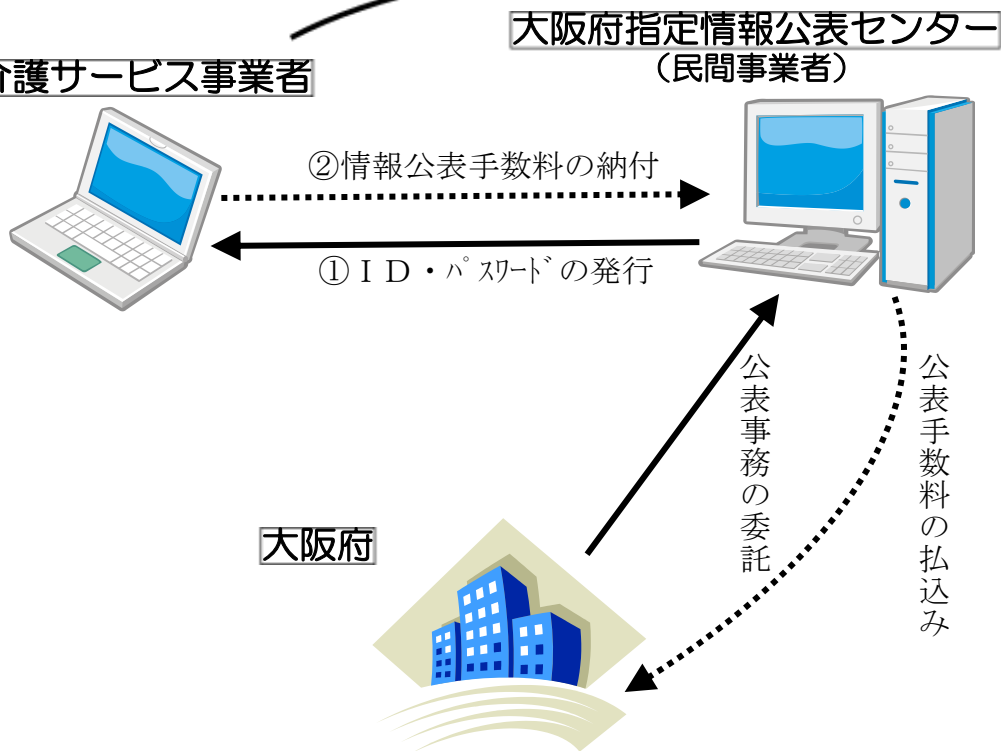 大阪府指定情報公表センター
（民間事業者）
介護サービス事業者
②情報公表手数料の納付
①ＩＤ・ﾊﾟｽﾜｰﾄﾞの発行
公表事務の委託
公表手数料の払込み
大阪府